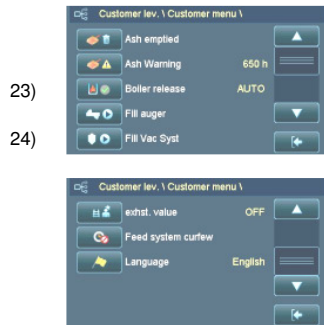 Customer lev. \ Customer menu \
Ash emptied
Ash Warning 650 h
23) Boiler release AUTO
Fill auger
24) Fill Vac Syst
Customer lev. \ Customer menu \
exhst. value OFF
Feed system curfew
Language English